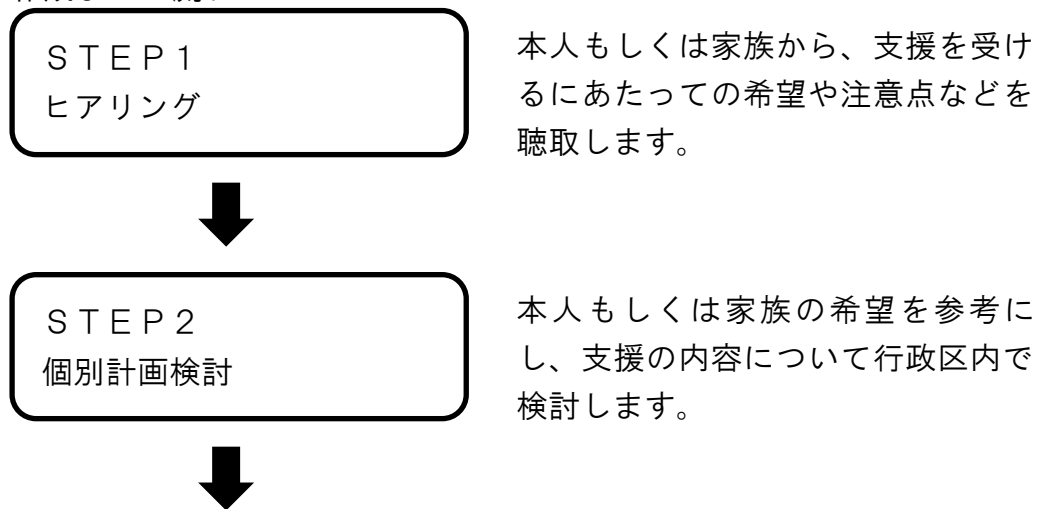 ＳＴＥＰ１
ヒアリング
本人もしくは家族から、支援を受け
るにあたっての希望や注意点などを
聴取します。
ＳＴＥＰ２
個別計画検討
本人もしくは家族の希望を参考に
し、支援の内容について行政区内で
検討します。